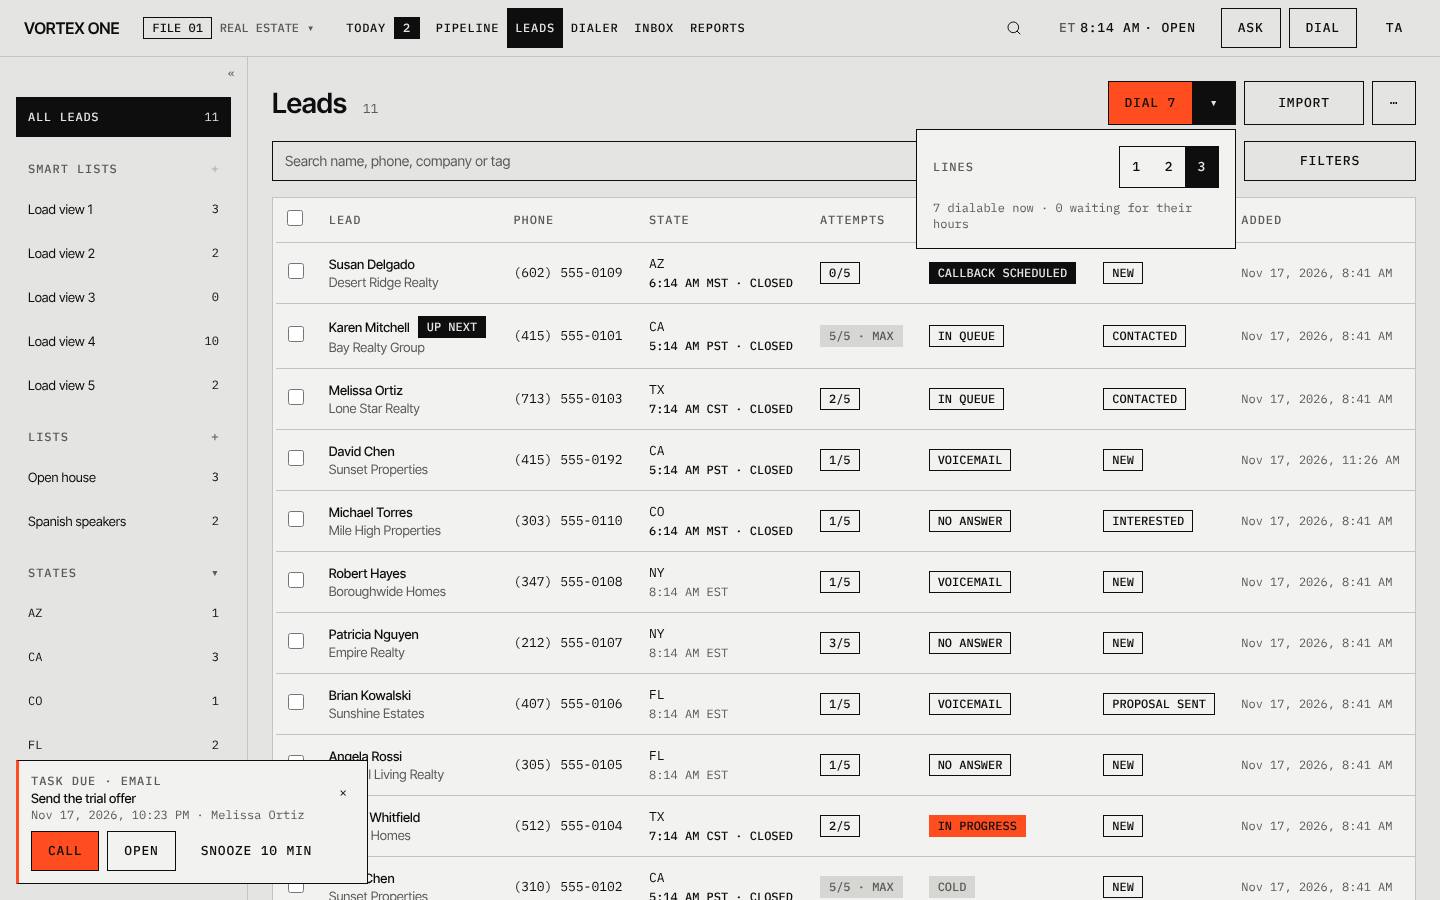 VORTEX ONE FILE 01 REAL ESTATE ▾ TODAY 2 PIPELINE LEADS DIALER INBOX REPORTS ET 8:14 AM · OPEN ASK DIAL TA
«
ALL LEADS 11
SMART LISTS +
Load view 1 3
Load view 2 2
Load view 3 0
Load view 4 10
Load view 5 2
LISTS +
Open house 3
Spanish speakers 2
STATES ▾
AZ 1
CA 3
CO 1
FL 2
Leads 11
DIAL 7 ▾ IMPORT ⋯
Search name, phone, company or tag
FILTERS
LINES 1 2 3
7 dialable now · 0 waiting for their
hours
LEAD PHONE STATE ATTEMPTS ADDED
Susan Delgado
Desert Ridge Realty
(602) 555-0109
AZ
6:14 AM MST · CLOSED
0/5 CALLBACK SCHEDULED NEW Nov 17, 2026, 8:41 AM
Karen Mitchell UP NEXT
Bay Realty Group
(415) 555-0101
CA
5:14 AM PST · CLOSED
5/5 · MAX IN QUEUE CONTACTED Nov 17, 2026, 8:41 AM
Melissa Ortiz
Lone Star Realty
(713) 555-0103
TX
7:14 AM CST · CLOSED
2/5 IN QUEUE CONTACTED Nov 17, 2026, 8:41 AM
David Chen
Sunset Properties
(415) 555-0192
CA
5:14 AM PST · CLOSED
1/5 VOICEMAIL NEW Nov 17, 2026, 11:26 AM
Michael Torres
Mile High Properties
(303) 555-0110
CO
6:14 AM MST · CLOSED
1/5 NO ANSWER INTERESTED Nov 17, 2026, 8:41 AM
Robert Hayes
Boroughwide Homes
(347) 555-0108
NY
8:14 AM EST
1/5 VOICEMAIL NEW Nov 17, 2026, 8:41 AM
Patricia Nguyen
Empire Realty
(212) 555-0107
NY
8:14 AM EST
3/5 NO ANSWER NEW Nov 17, 2026, 8:41 AM
Brian Kowalski
Sunshine Estates
(407) 555-0106
FL
8:14 AM EST
1/5 VOICEMAIL PROPOSAL SENT Nov 17, 2026, 8:41 AM
Angela Rossi
Living Realty
(305) 555-0105
FL
8:14 AM EST
1/5 NO ANSWER NEW Nov 17, 2026, 8:41 AM
Whitfield
Homes
(512) 555-0104
TX
7:14 AM CST · CLOSED
2/5 IN PROGRESS NEW Nov 17, 2026, 8:41 AM
Chen
Sunset Properties
(310) 555-0102
CA
5:14 AM PST · CLOSED
5/5 · MAX COLD NEW Nov 17, 2026, 8:41 AM
TASK DUE · EMAIL
Send the trial offer
Nov 17, 2026, 10:23 PM · Melissa Ortiz
×
CALL OPEN SNOOZE 10 MIN